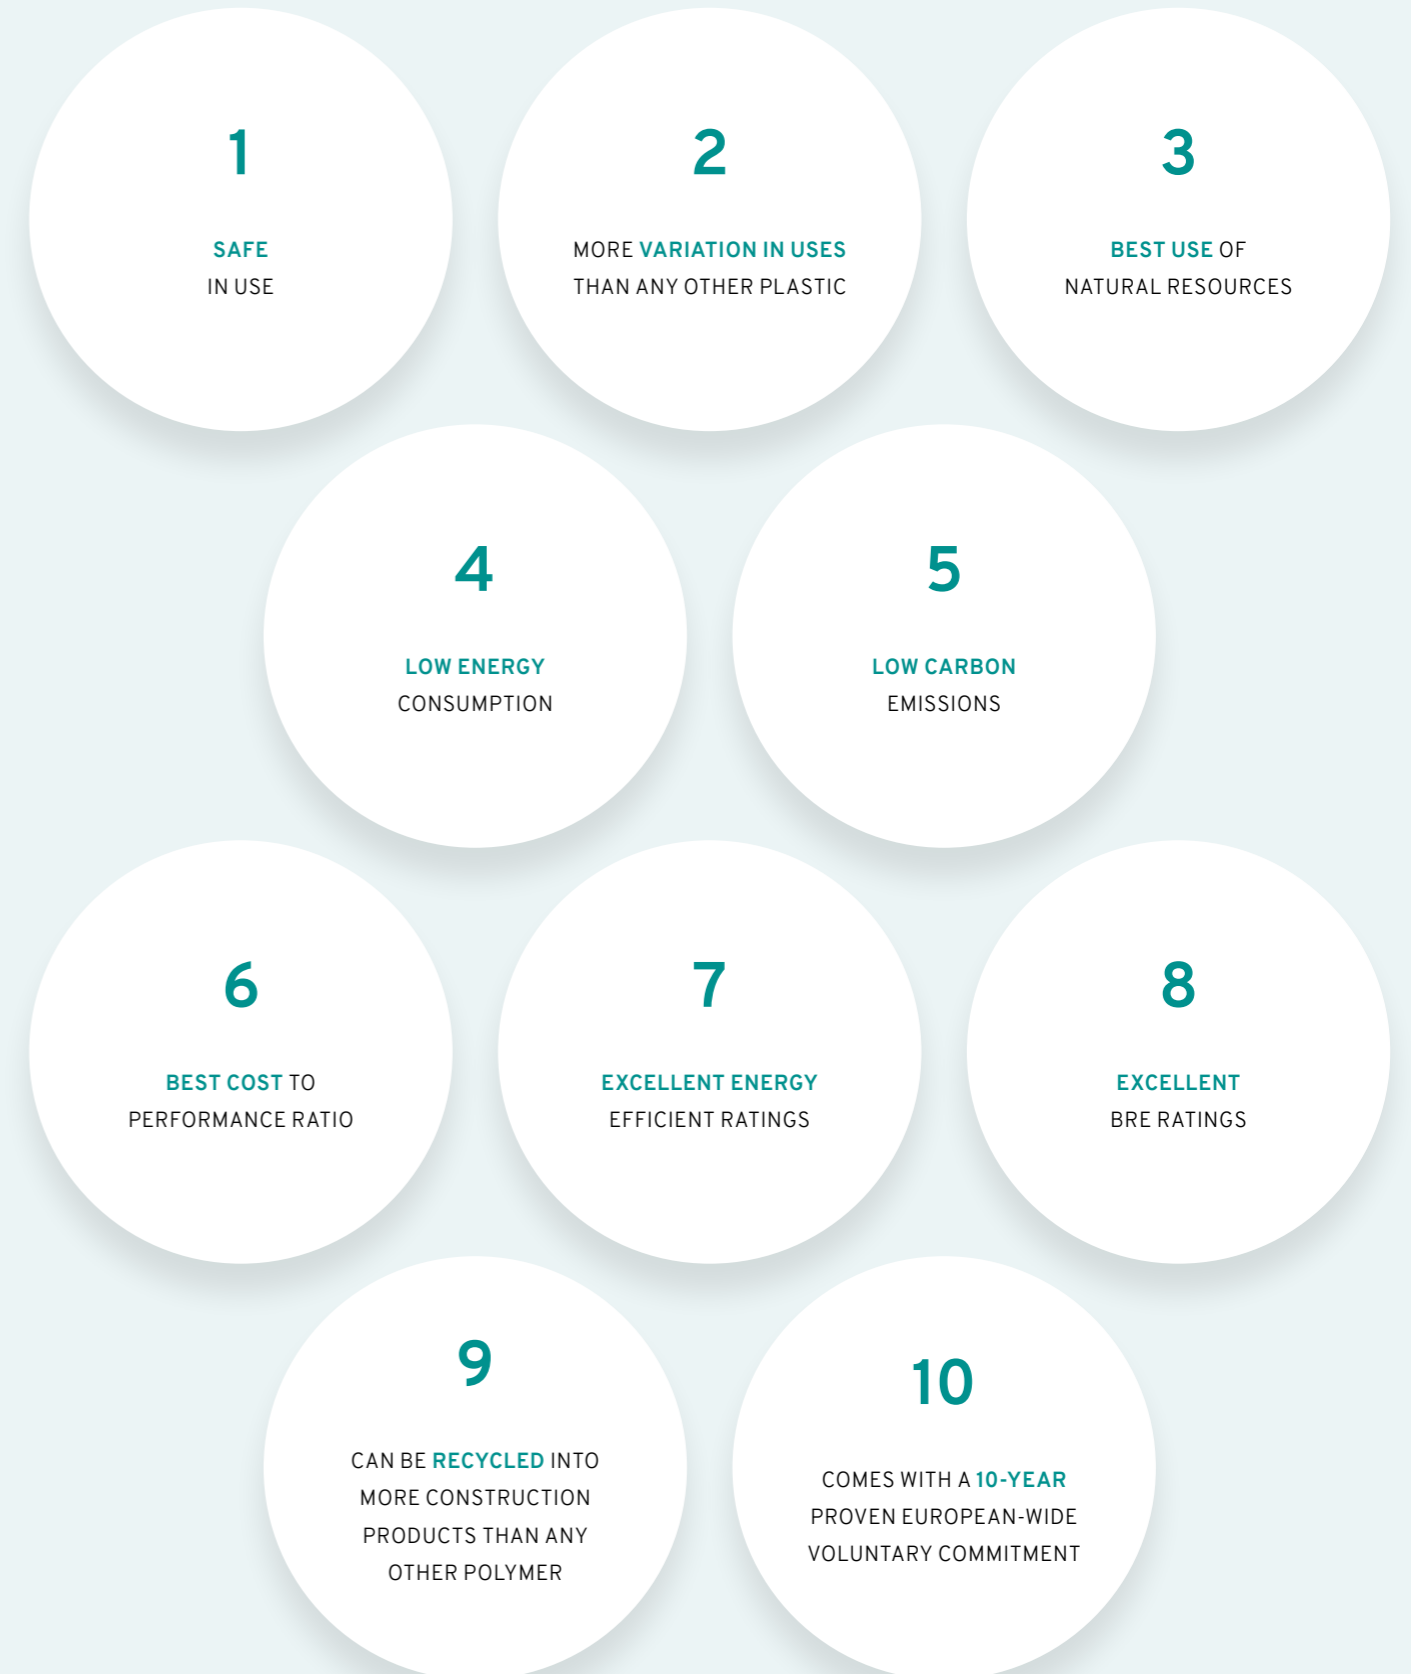 1
SAFE
IN USE
2
MORE VARIATION IN USES
THAN ANY OTHER PLASTIC
3
BEST USE OF
NATURAL RESOURCES
4
LOW ENERGY
CONSUMPTION
5
LOW CARBON
EMISSIONS
6
BEST COST TO
PERFORMANCE RATIO
7
EXCELLENT ENERGY
EFFICIENT RATINGS
8
EXCELLENT
BRE RATINGS
9
CAN BE RECYCLED INTO
MORE CONSTRUCTION
PRODUCTS THAN ANY
OTHER POLYMER
10
COMES WITH A 10-YEAR
PROVEN EUROPEAN-WIDE
VOLUNTARY COMMITMENT